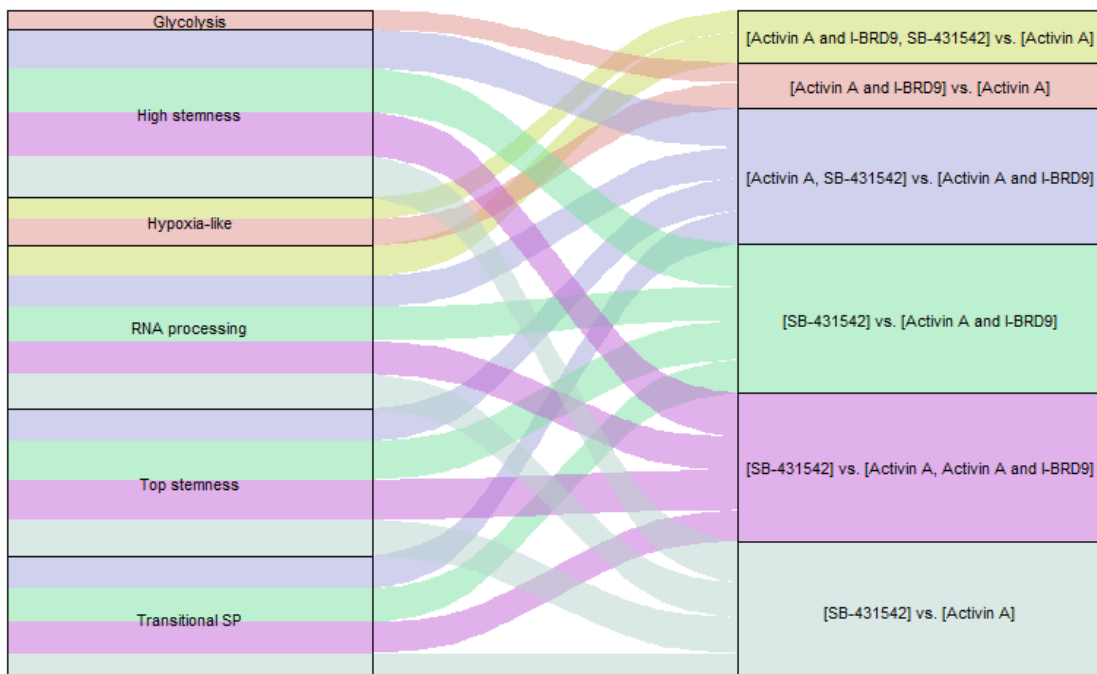 Glycolysis
High stemness
Hypoxia-like
RNA processing
Top stemness
Transitional SP
[Activin A and I-BRD9, SB-431542] vs. [Activin A]
[Activin A and I-BRD9] vs. [Activin A]
[Activin A, SB-431542] vs. [Activin A and I-BRD9]
[SB-431542] vs. [Activin A and I-BRD9]
[SB-431542] vs. [Activin A, Activin A and I-BRD9]
[SB-431542] vs. [Activin A]